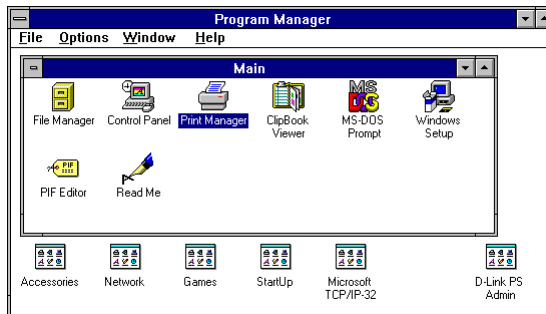 Program Manager
File Options Window Help
Main
File Manager Control Panel Print Manager ClipBook Viewer MS-DOS Prompt Windows Setup
PIF Editor Read Me
Accessories Network Games StartUp Microsoft TCP/IP-32 D-Link PS Admin